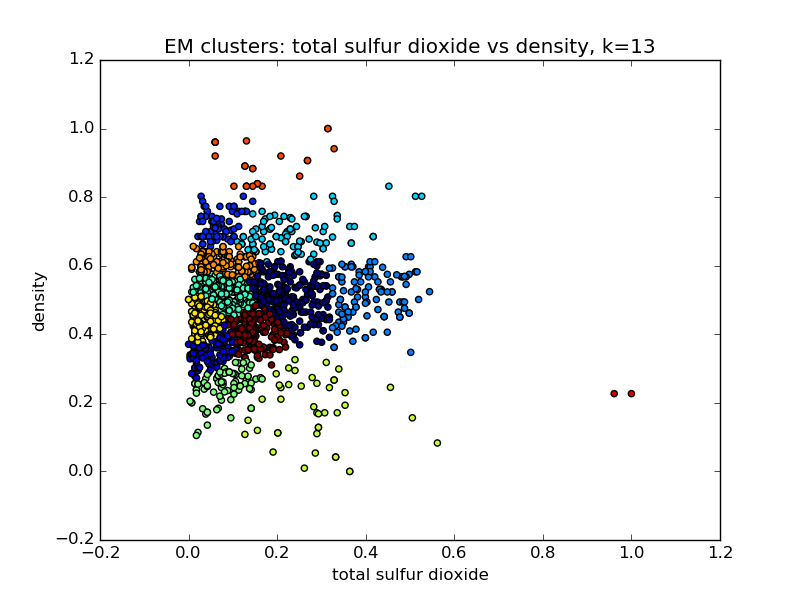 EM clusters: total sulfur dioxide vs density, k=13
1.2
1.0
0.8
0.6
0.4
0.2
0.0
−0.2
density
−0.2 0.0 0.2 0.4 0.6 0.8 1.0 1.2
total sulfur dioxide